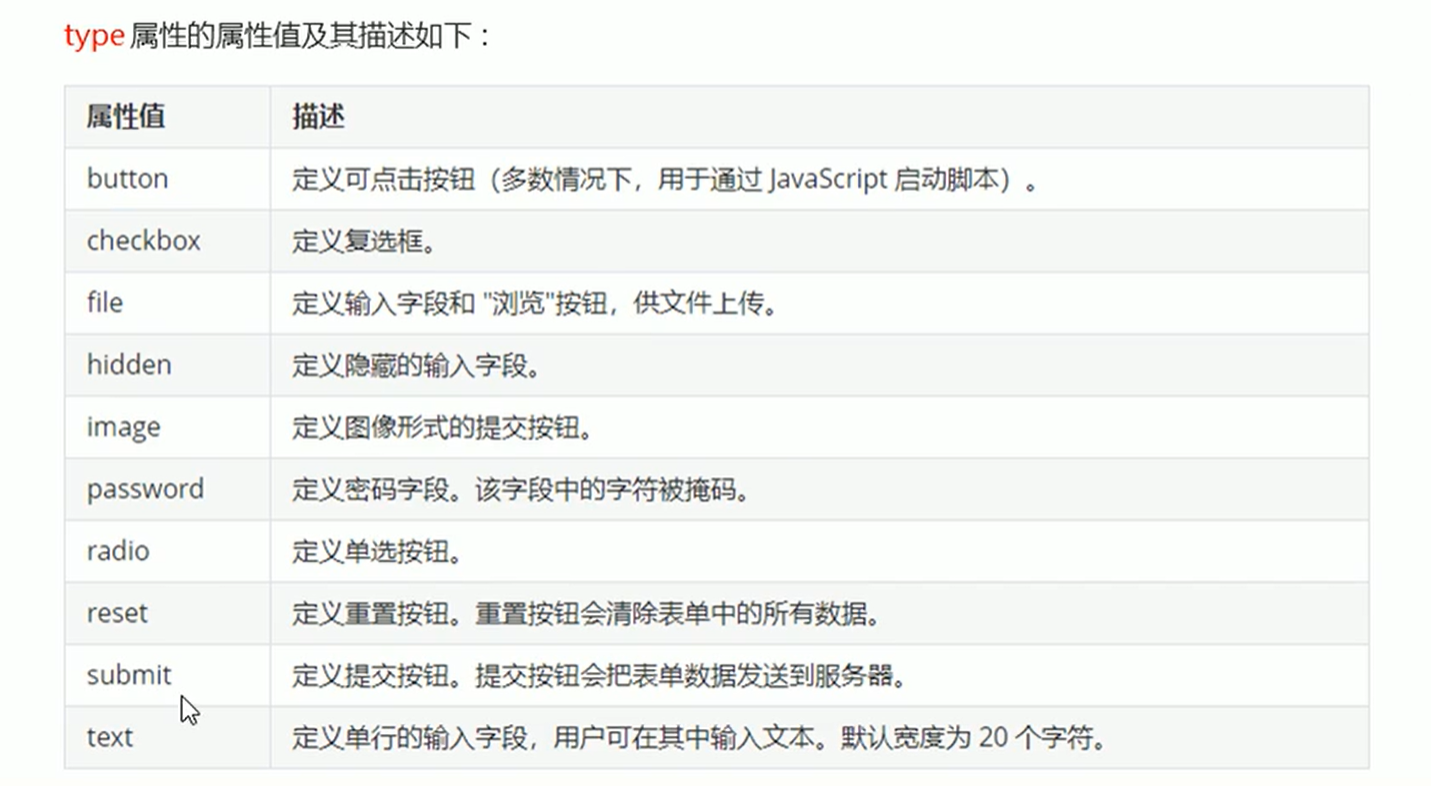 type 属性的属性值及其描述如下：
属性值 描述
button 定义可点击按钮（多数情况下，用于通过 JavaScript 启动脚本）。
checkbox 定义复选框。
file 定义输入字段和 "浏览"按钮，供文件上传。
hidden 定义隐藏的输入字段。
image 定义图像形式的提交按钮。
password 定义密码字段。该字段中的字符被掩码。
radio 定义单选按钮。
reset 定义重置按钮。重置按钮会清除表单中的所有数据。
submit 定义提交按钮。提交按钮会把表单数据发送到服务器。
text 定义单行的输入字段，用户可在其中输入文本。默认宽度为 20 个字符。